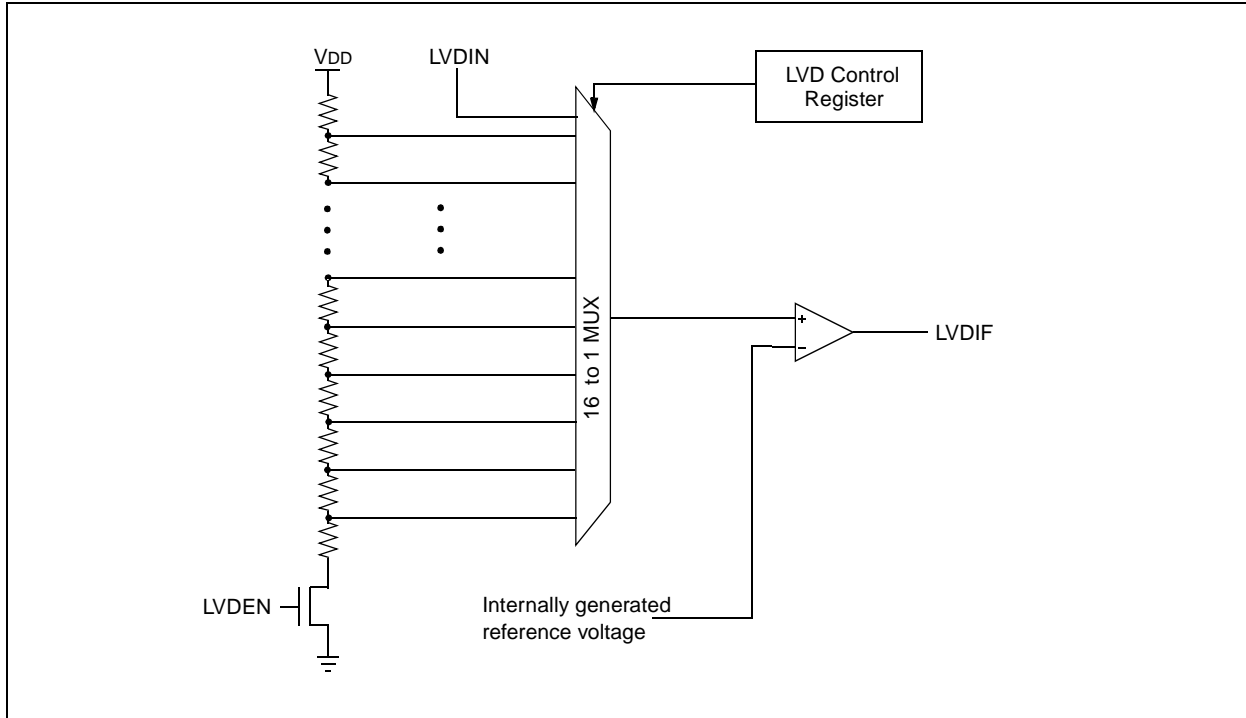 VDD
LVDIN
LVD Control
Register
16 to 1 MUX
+
–
LVDIF
LVDEN
Internally generated
reference voltage